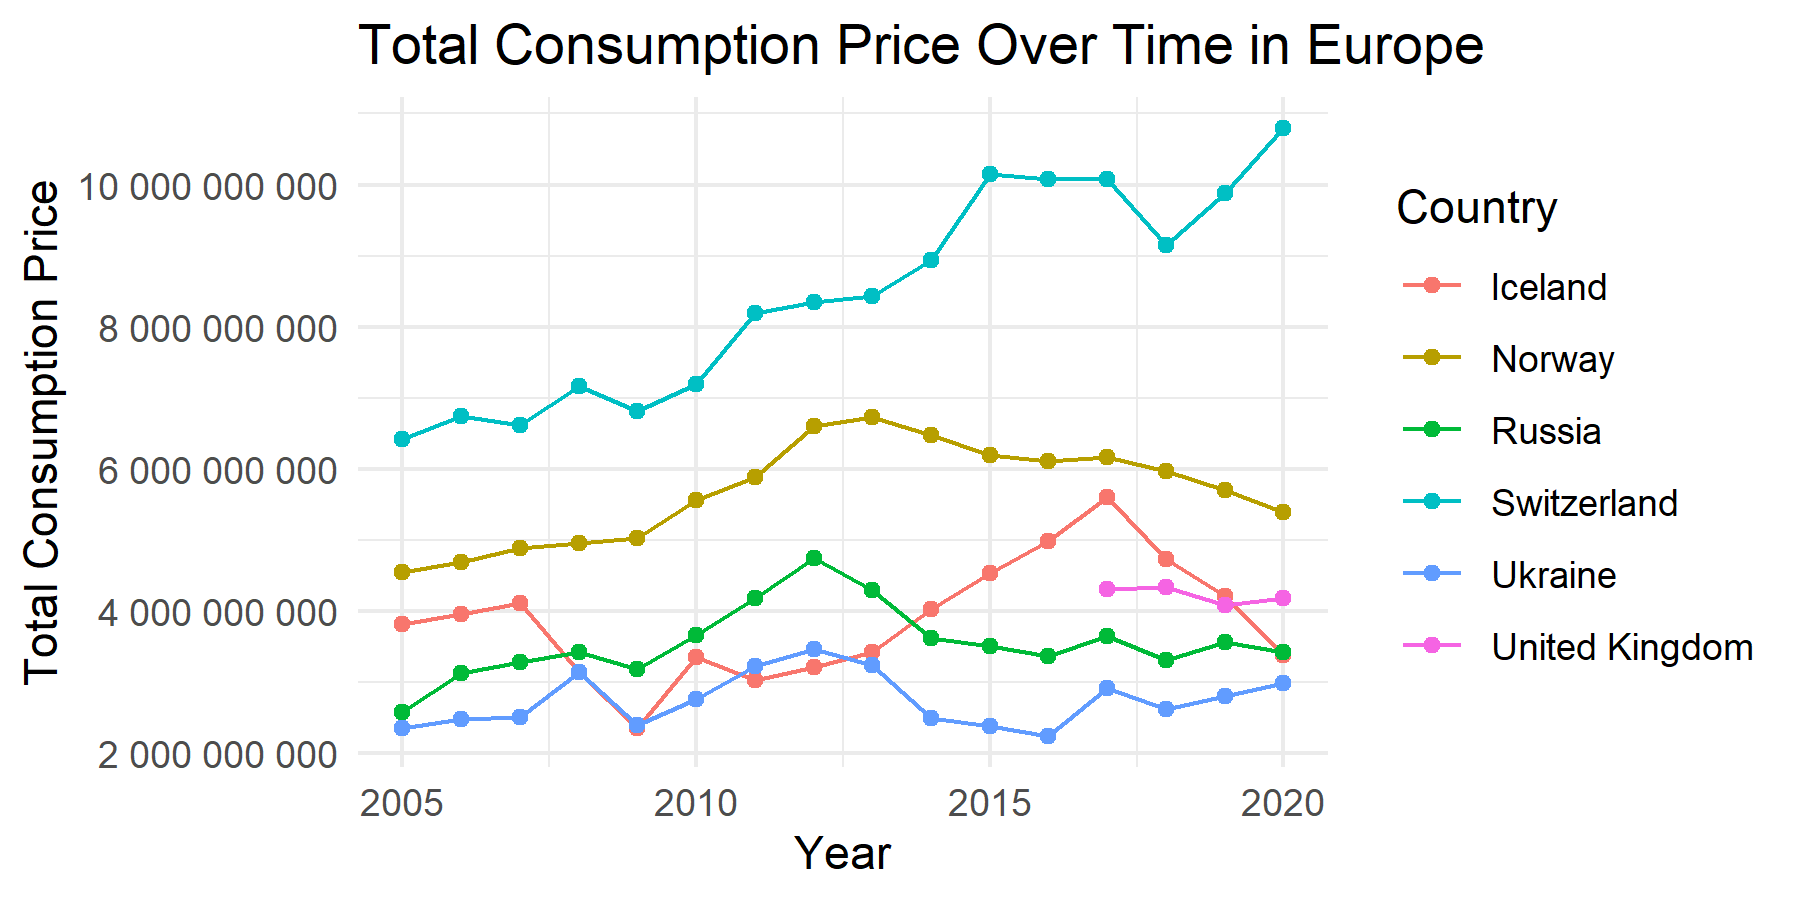 Total Consumption Price Over Time in Europe
Total Consumption Price
10 000 000 000
8 000 000 000
6 000 000 000
4 000 000 000
2 000 000 000
2005
2010
2015
2020
Year
Country
Iceland
Norway
Russia
Switzerland
Ukraine
United Kingdom